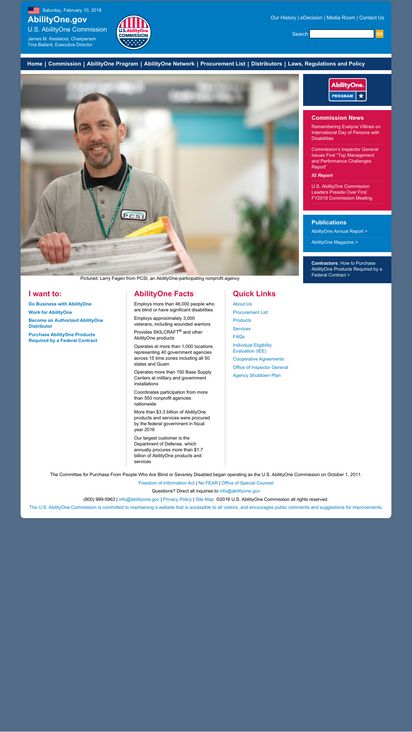 Saturday, February 10, 2018
AbilityOne.gov
U.S. AbilityOne Commission
James M. Kesteloot, Chairperson
Tina Ballard, Executive Director
U.S. AbilityOne
COMMISSION
Our History | eDecision | Media Room | Contact Us
Search
Home | Commission | AbilityOne Program | AbilityOne Network | Procurement List | Distributors | Laws, Regulations and Policy
PCSI
Pictured: Larry Fagen from PCSI, an AbilityOne-participating nonprofit agency
AbilityOne.
PROGRAM
Commission News
Remembering Evelyne Villines on
International Day of Persons with
Disabilities
Commission's Inspector General
Issues First "Top Management
and Performance Challenges
Report"
IG Report
U.S. AbilityOne Commission
Leaders Preside Over First
FY2018 Commission Meeting
Publications
AbilityOne Annual Report >
AbilityOne Magazine >
Contractors: How to Purchase
AbilityOne Products Required by a
Federal Contract >
I want to:
Do Business with AbilityOne
Work for AbilityOne
Become an Authorized AbilityOne
Distributor
Purchase AbilityOne Products
Required by a Federal Contract
AbilityOne Facts
Employs more than 46,000 people who
are blind or have significant disabilities
Employs approximately 3,000
veterans, including wounded warriors
Provides SKILCRAFT® and other
AbilityOne products
Operates at more than 1,000 locations
representing 40 government agencies
across 15 time zones including all 50
states and Guam
Operates more than 150 Base Supply
Centers at military and government
installations
Coordinates participation from more
than 550 nonprofit agencies
nationwide
More than $3.3 billion of AbilityOne
products and services were procured
by the federal government in fiscal
year 2016
Our largest customer is the
Department of Defense, which
annually procures more than $1.7
billion of AbilityOne products and
services
Quick Links
About Us
Procurement List
Products
Services
FAQs
Individual Eligibility
Evaluation (IEE)
Cooperative Agreements
Office of Inspector General
Agency Shutdown Plan
The Committee for Purchase From People Who Are Blind or Severely Disabled began operating as the U.S. AbilityOne Commission on October 1, 2011.
Freedom of Information Act | No FEAR | Office of Special Counsel
Questions? Direct all inquiries to info@abilityone.gov
(800) 999-5963 | info@abilityone.gov | Privacy Policy | Site Map ©2016 U.S. AbilityOne Commission all rights reserved.
The U.S. AbilityOne Commission is committed to maintaining a website that is accessible to all visitors, and encourages public comments and suggestions for improvements.